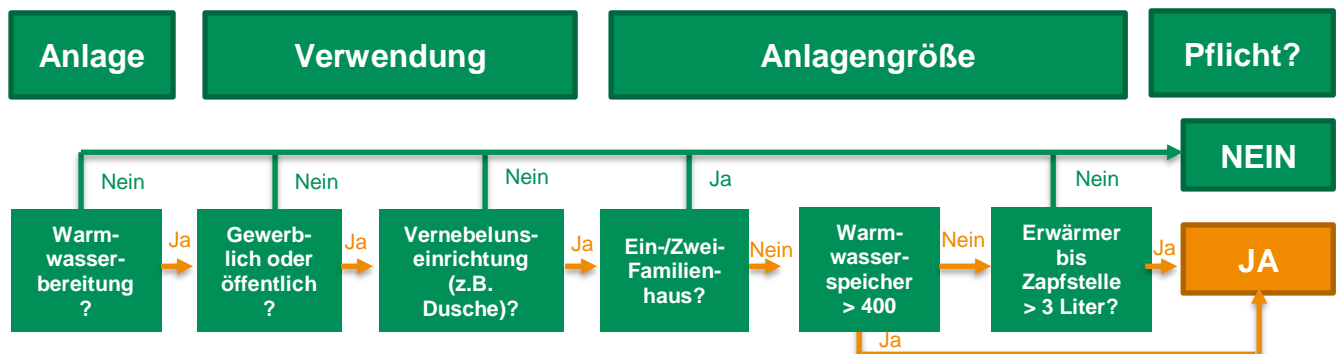 Anlage
Verwendung
Anlagengröße
Pflicht?
NEIN
Nein
Nein
Nein
Ja
Nein
Warm-
wasser-
bereitung
?
Ja
Gewerb-
lich oder
öffentlich
?
Ja
Vernebeluns-
einrichtung
(z.B.
Dusche)?
Ja
Ein-/Zwei-
Familien-
haus?
Nein
Warm-
wasser-
speicher
> 400
Nein
Erwärmer
bis
Zapfstelle
> 3 Liter?
Ja
JA
Ja